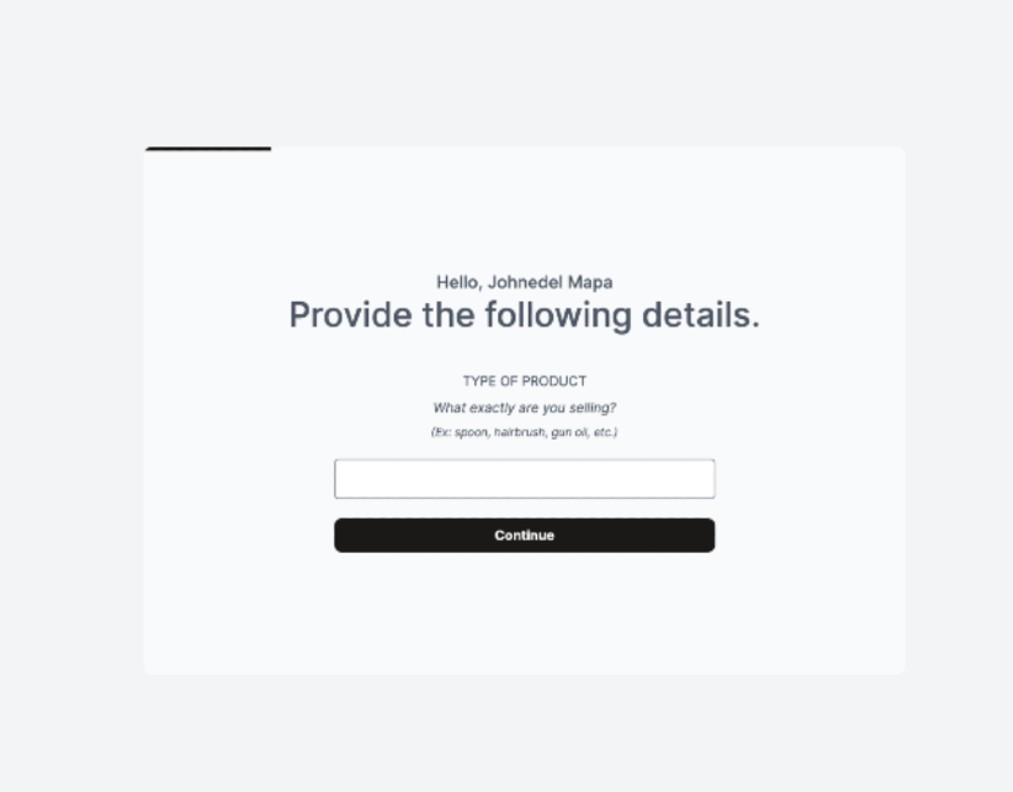 Hello, Johnedel Mapa
Provide the following details.
TYPE OF PRODUCT
What exactly are you selling?
(Ex: spoon, hairbrush, gun oil, etc.)
Continue